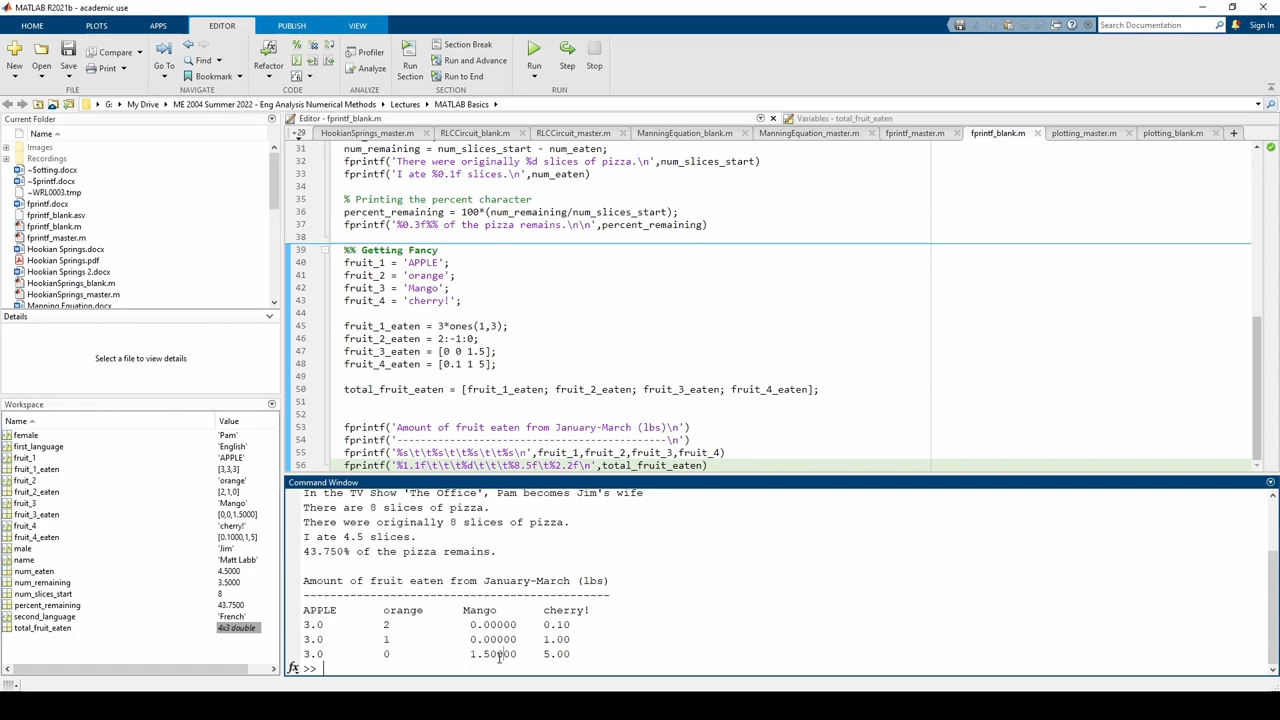 MATLAB R2021b - academic use
HOME PLOTS APPS EDITOR PUBLISH VIEW Search Documentation Sign In
New Open Save Compare Print Go To Find Bookmark Refactor Profiler Analyze Run Section Section Break Run and Advance Run to End Run Step Stop
FILE NAVIGATE CODE ANALYZE SECTION RUN
G: My Drive ME 2004 Summer 2022 - Eng Analysis Numerical Methods Lectures MATLAB Basics
Current Folder
Name
Images
Recordings
~$otting.docx
~$printf.docx
~WRL0003.tmp
fprintf.docx
fprintf_blank.asv
fprintf_blank.m
fprintf_master.m
Hookian Springs.docx
Hookian Springs.pdf
Hookian Springs 2.docx
HookianSprings_blank.m
HookianSprings_master.m
Manning Equation.docx
Details
Select a file to view details
Workspace
Name Value
female 'Pam'
first_language 'English'
fruit_1 'APPLE'
fruit_1_eaten [3,3,3]
fruit_2 'orange'
fruit_2_eaten [2,1,0]
fruit_3 'Mango'
fruit_3_eaten [0,0,1.5000]
fruit_4 'cherry!'
fruit_4_eaten [0.1000,1,5]
male 'Jim'
name 'Matt Labb'
num_eaten 4.5000
num_remaining 3.5000
num_slices_start 8
percent_remaining 43.7500
second_language 'French'
total_fruit_eaten 4x3 double
Editor - fprintf_blank.m Variables - total_fruit_eaten
+29 HookianSprings_master.m RLCCircuit_blank.m RLCCircuit_master.m ManningEquation_blank.m ManningEquation_master.m fprintf_master.m fprintf_blank.m plotting_master.m plotting_blank.m
31 num_remaining = num_slices_start - num_eaten;
32 fprintf('There were originally %d slices of pizza.\n',num_slices_start)
33 fprintf('I ate %0.1f slices.\n',num_eaten)
34
35 % Printing the percent character
36 percent_remaining = 100*(num_remaining/num_slices_start);
37 fprintf('%0.3f%% of the pizza remains.\n\n',percent_remaining)
38
39 %% Getting Fancy
40 fruit_1 = 'APPLE';
41 fruit_2 = 'orange';
42 fruit_3 = 'Mango';
43 fruit_4 = 'cherry!';
44
45 fruit_1_eaten = 3*ones(1,3);
46 fruit_2_eaten = 2:-1:0;
47 fruit_3_eaten = [0 0 1.5];
48 fruit_4_eaten = [0.1 1 5];
49
50 total_fruit_eaten = [fruit_1_eaten; fruit_2_eaten; fruit_3_eaten; fruit_4_eaten];
51
52
53 fprintf('Amount of fruit eaten from January-March (lbs)\n')
54 fprintf('-----------------------------------------\n')
55 fprintf('%s\t\t%s\t\t%s\t\t%s\n',fruit_1,fruit_2,fruit_3,fruit_4)
56 fprintf('%1.1f\t\t\t%d\t\t\t%8.5f\t%2.2f\n',total_fruit_eaten)
Command Window
In the TV Show 'The Office', Pam becomes Jim's wife
There are 8 slices of pizza.
There were originally 8 slices of pizza.
I ate 4.5 slices.
43.750% of the pizza remains.
Amount of fruit eaten from January-March (lbs)
-----------------------------------------
APPLE orange Mango cherry!
3.0 2 0.00000 0.10
3.0 1 0.00000 1.00
3.0 0 1.50000 5.00
fx >>